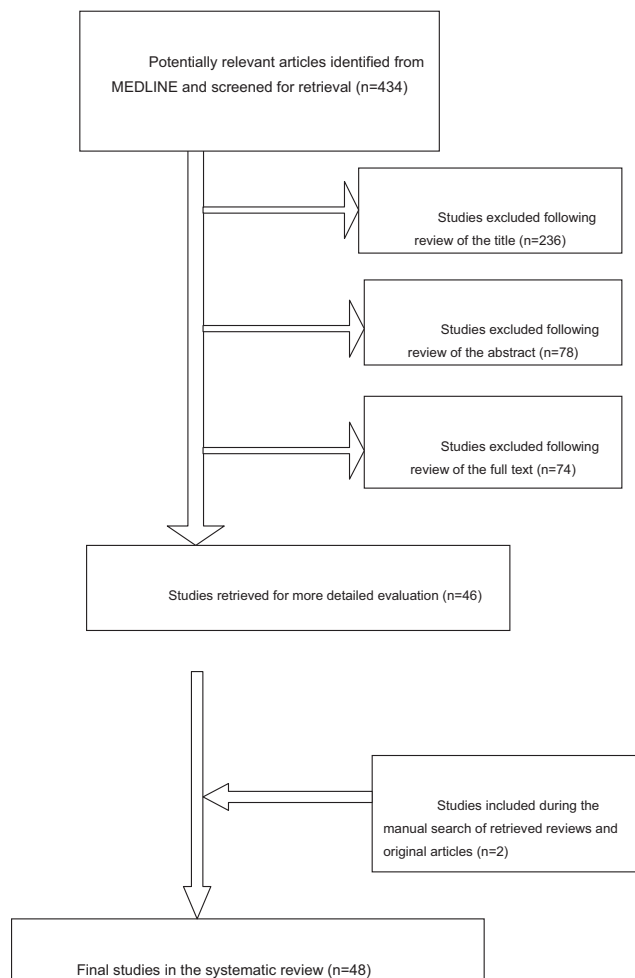 Potentially relevant articles identified from
MEDLINE and screened for retrieval (n=434)
Studies excluded following
review of the title (n=236)
Studies excluded following
review of the abstract (n=78)
Studies excluded following
review of the full text (n=74)
Studies retrieved for more detailed evaluation (n=46)
Studies included during the
manual search of retrieved reviews and
original articles (n=2)
Final studies in the systematic review (n=48)